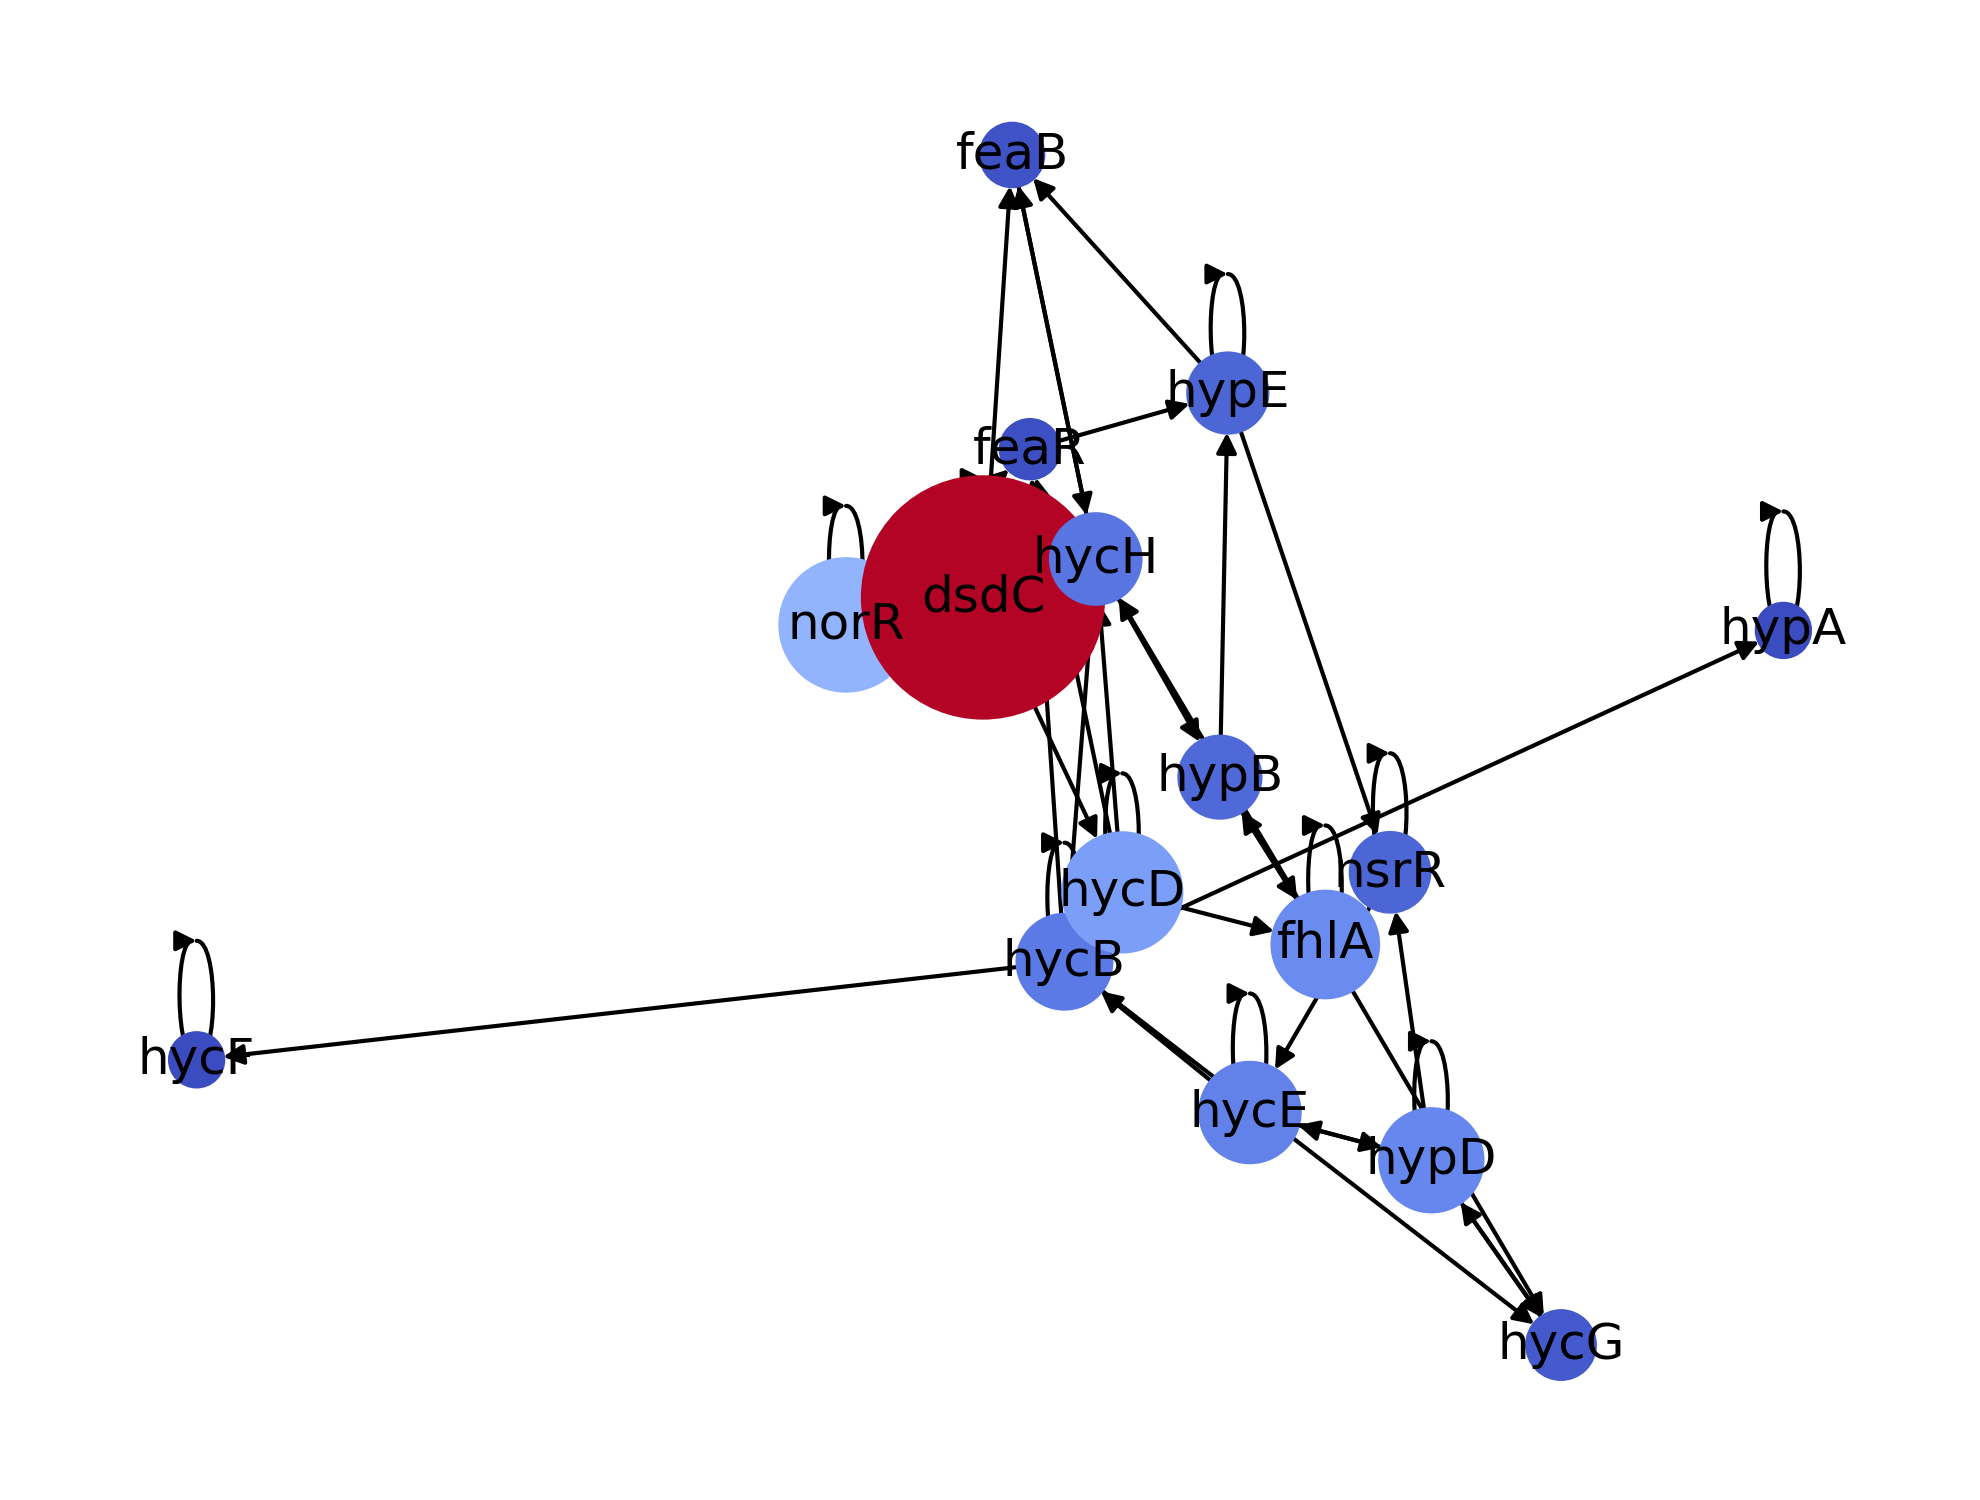 feaB
hypE
feaR
hycH
dsdC
norR
hypA
hypB
nsrR
hycD
fhlA
hycB
hycF
hycE
hypD
hycG